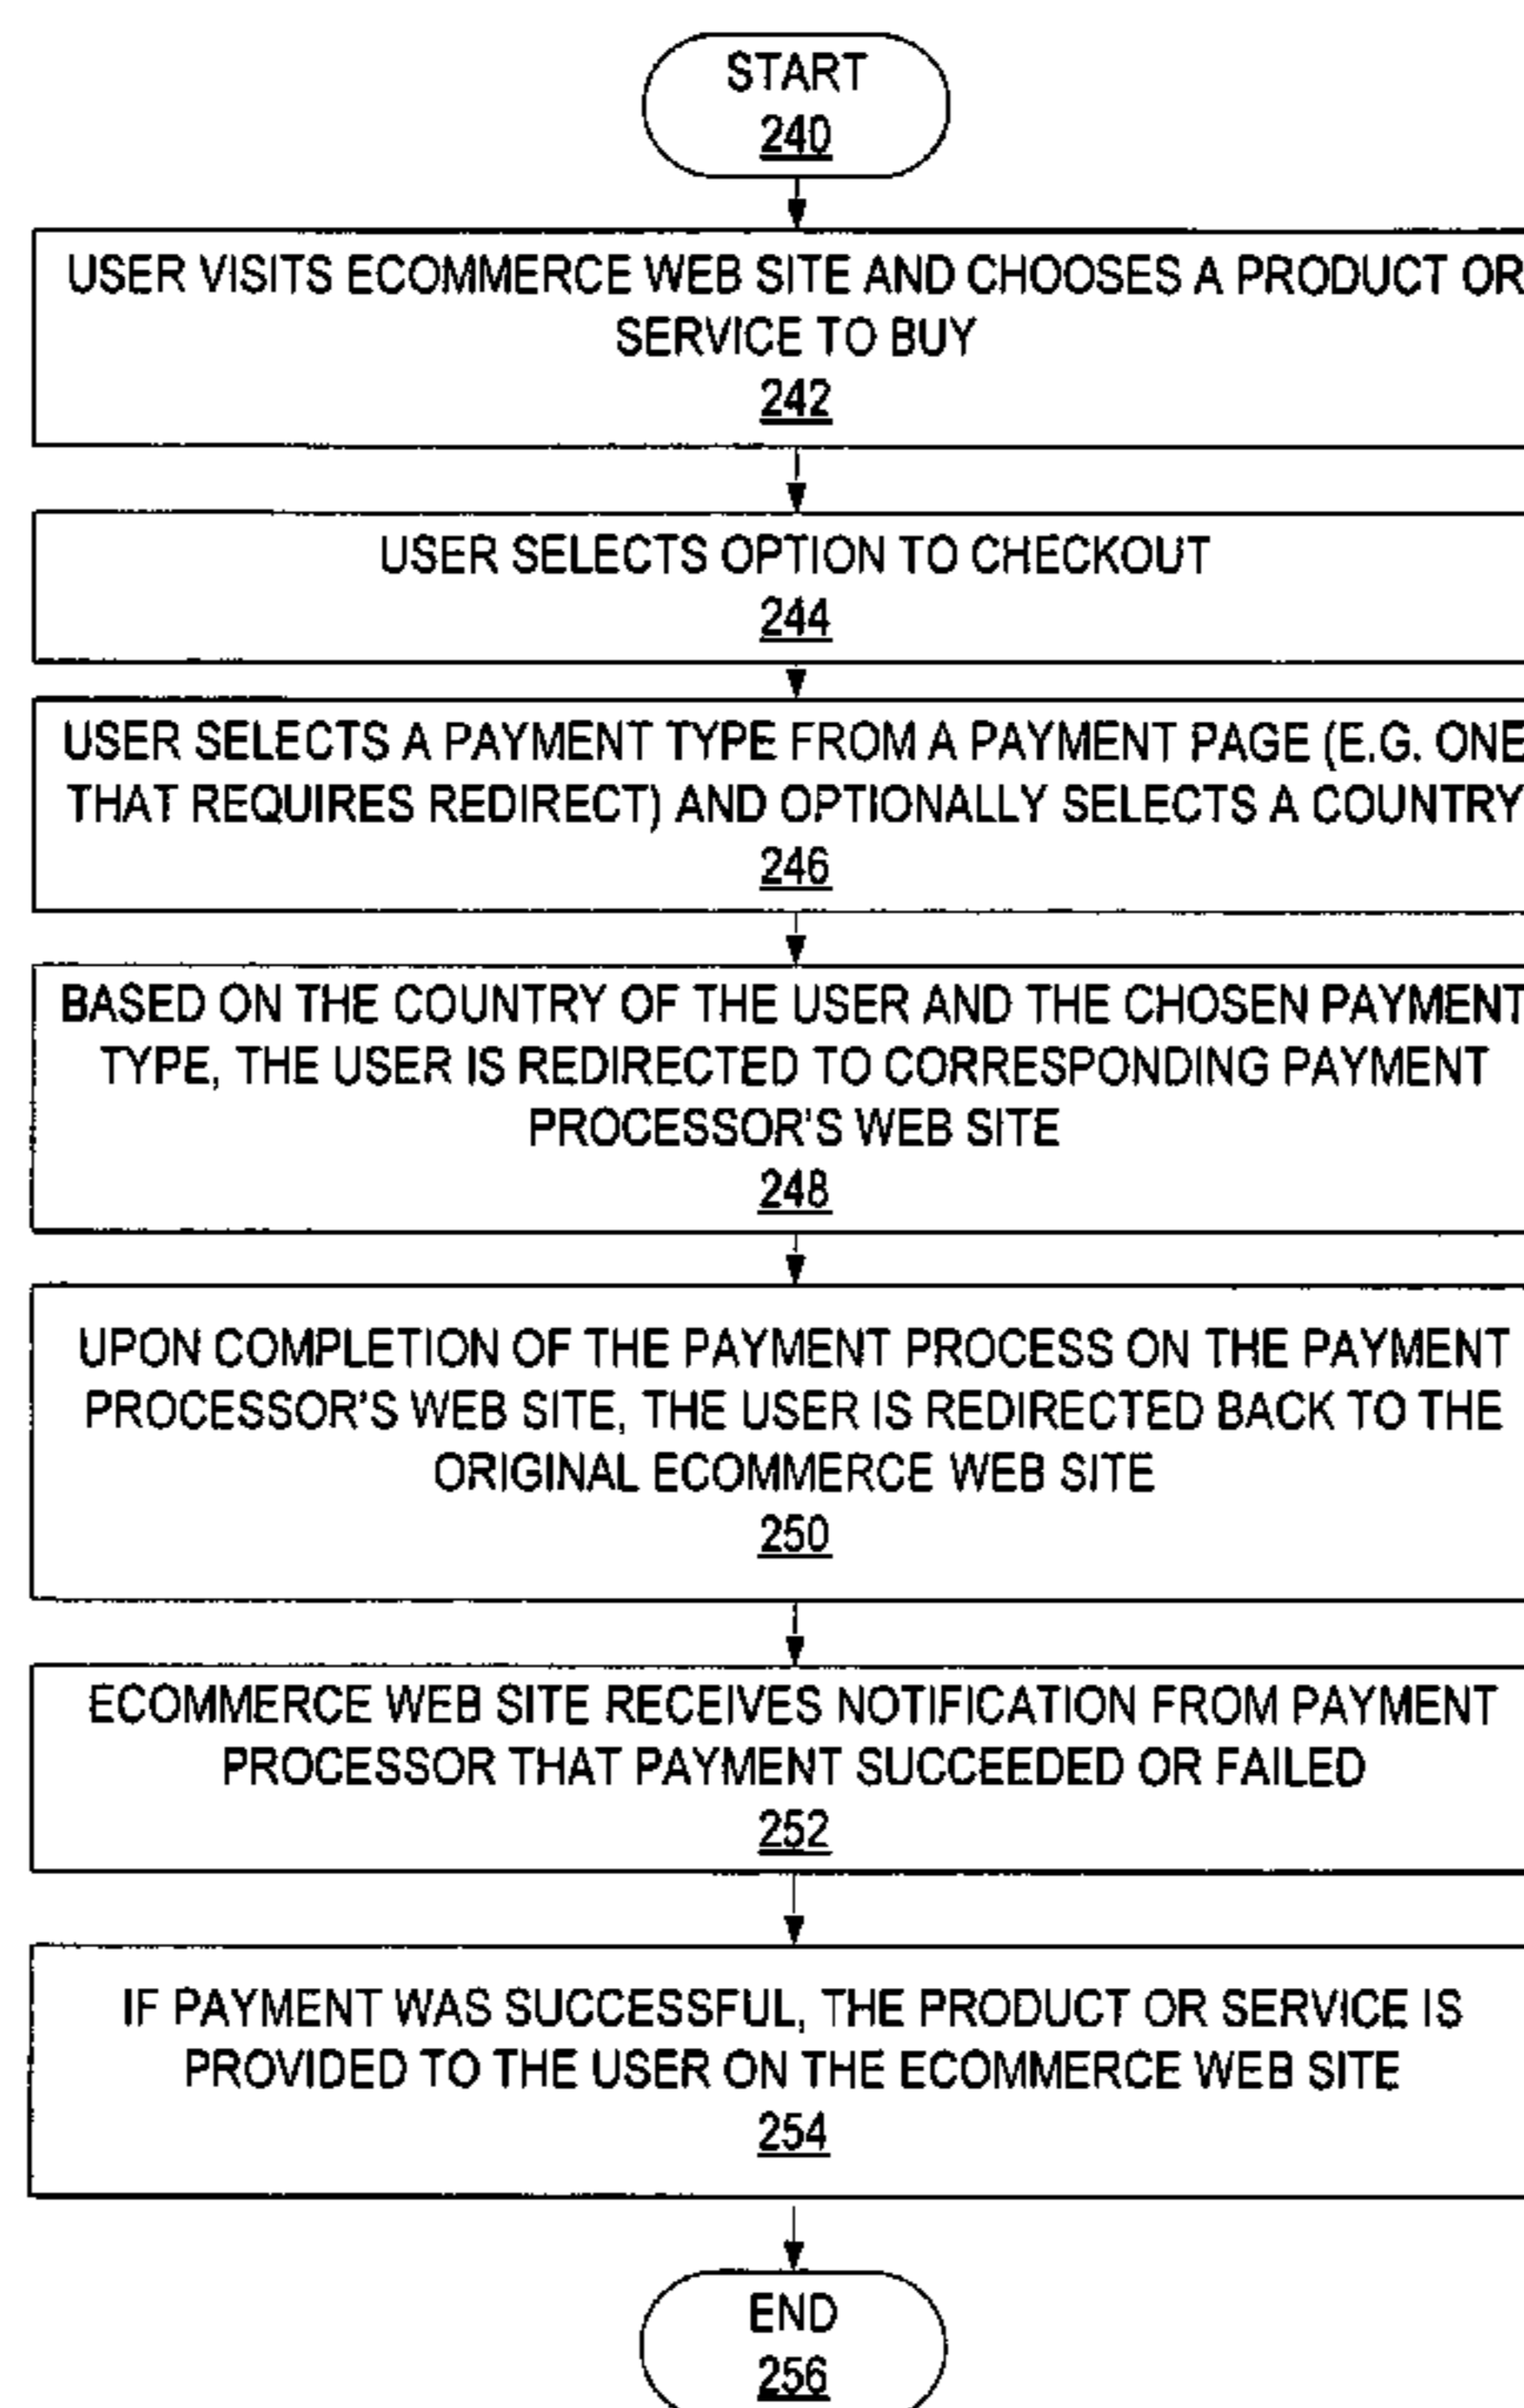 START
240
USER VISITS ECOMMERCE WEB SITE AND CHOOSES A PRODUCT OR
SERVICE TO BUY
242
USER SELECTS OPTION TO CHECKOUT
244
USER SELECTS A PAYMENT TYPE FROM A PAYMENT PAGE (E.G. ONE
THAT REQUIRES REDIRECT) AND OPTIONALLY SELECTS A COUNTRY
246
BASED ON THE COUNTRY OF THE USER AND THE CHOSEN PAYMENT
TYPE, THE USER IS REDIRECTED TO CORRESPONDING PAYMENT
PROCESSOR'S WEB SITE
248
UPON COMPLETION OF THE PAYMENT PROCESS ON THE PAYMENT
PROCESSOR'S WEB SITE, THE USER IS REDIRECTED BACK TO THE
ORIGINAL ECOMMERCE WEB SITE
250
ECOMMERCE WEB SITE RECEIVES NOTIFICATION FROM PAYMENT
PROCESSOR THAT PAYMENT SUCCEEDED OR FAILED
252
IF PAYMENT WAS SUCCESSFUL, THE PRODUCT OR SERVICE IS
PROVIDED TO THE USER ON THE ECOMMERCE WEB SITE
254
END
256